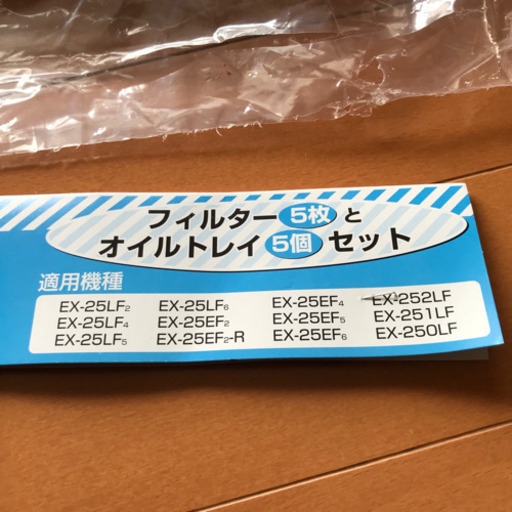 フィルター5枚と
オイルトレイ5個セット
適用機種
EX-25LF₂ EX-25LF₆ EX-25EF₄ EX-252LF
EX-25LF₄ EX-25EF₂ EX-25EF₅ EX-251LF
EX-25LF₅ EX-25EF₂-R EX-25EF₆ EX-250LF